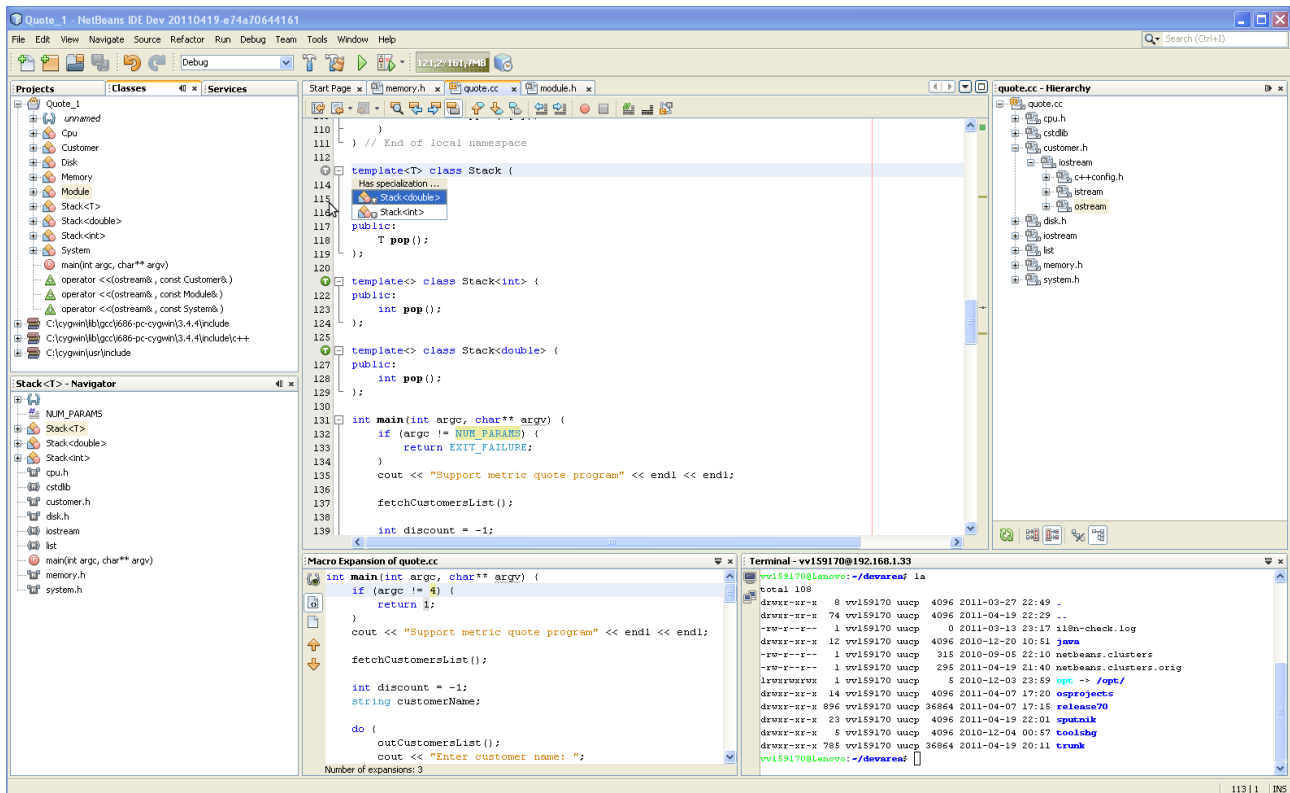 Quote_1 - NetBeans IDE Dev 20110419-e74a70644161
File Edit View Navigate Source Refactor Run Debug Team Tools Window Help
Search (Ctrl+I)
Debug
121,2/161,7MB
Projects
Classes
Services
Quote_1
unnamed
Cpu
Customer
Disk
Memory
Module
Stack<T>
Stack<double>
Stack<int>
System
main(int argc, char** argv)
operator <<(ostream& , const Customer& )
operator <<(ostream& , const Module& )
operator <<(ostream& , const System& )
C:\cygwin\lib\gcc\i686-pc-cygwin\3.4.4\include
C:\cygwin\lib\gcc\i686-pc-cygwin\3.4.4\include\c++
C:\cygwin\usr\include
Stack<T> - Navigator
NUM_PARAMS
Stack<T>
Stack<double>
Stack<int>
cpu.h
cstdlib
customer.h
disk.h
iostream
list
main(int argc, char** argv)
memory.h
system.h
Start Page memory.h quote.cc module.h
110 }
111 } // End of local namespace
112
template<T> class Stack {
114 Has specialization ...
115 Stack<double>
116 Stack<int>
117 public:
118 T pop();
119 };
120
template<> class Stack<int> {
122 public:
123 int pop();
124 };
125
template<> class Stack<double> {
127 public:
128 int pop();
129 };
130
131 int main(int argc, char** argv) {
132 if (argc != NUM_PARAMS) {
133 return EXIT_FAILURE;
134 }
135 cout << "Support metric quote program" << endl << endl;
136
137 fetchCustomersList();
138
139 int discount = -1;
quote.cc - Hierarchy
quote.cc
cpu.h
cstdlib
customer.h
iostream
c++config.h
istream
ostream
disk.h
iostream
list
memory.h
system.h
Macro Expansion of quote.cc
int main(int argc, char** argv) {
if (argc != 4) {
return 1;
}
cout << "Support metric quote program" << endl << endl;
fetchCustomersList();
int discount = -1;
string customerName;
do {
outCustomersList();
cout << "Enter customer name: ";
Number of expansions: 3
Terminal - vv159170@192.168.1.33
vv159170@Lenovo:~/devarea$ la
total 108
drwxr-xr-x 8 vv159170 uucp 4096 2011-03-27 22:49 .
drwxr-xr-x 74 vv159170 uucp 4096 2011-04-19 22:29 ..
-rw-r--r-- 1 vv159170 uucp 0 2011-03-13 23:17 il8n-check.log
drwxr-xr-x 12 vv159170 uucp 4096 2010-12-20 10:51 java
-rw-r--r-- 1 vv159170 uucp 315 2010-09-05 22:10 netbeans.clusters
-rw-r--r-- 1 vv159170 uucp 295 2011-04-19 21:40 netbeans.clusters.orig
lrwxrwxrwx 1 vv159170 uucp 5 2010-12-03 23:59 opt -> /opt/
drwxr-xr-x 14 vv159170 uucp 4096 2011-04-07 17:20 osprojects
drwxr-xr-x 896 vv159170 uucp 36864 2011-04-07 17:15 release70
drwxr-xr-x 23 vv159170 uucp 4096 2011-04-19 22:01 sputnik
drwxr-xr-x 5 vv159170 uucp 4096 2010-12-04 00:57 toolshg
drwxr-xr-x 785 vv159170 uucp 36864 2011-04-19 20:11 trunk
vv159170@Lenovo:~/devarea$
113 | 1 INS